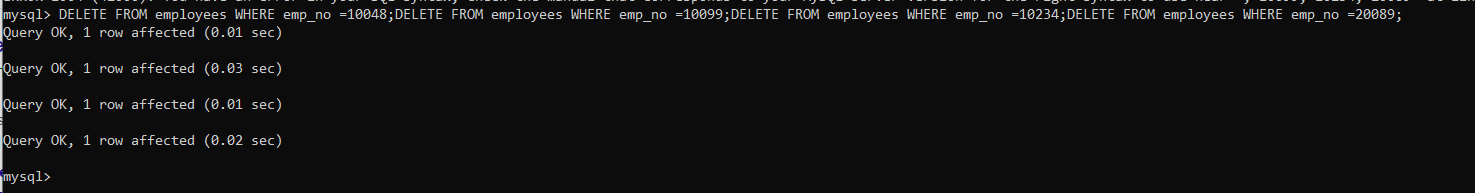 mysql> DELETE FROM employees WHERE emp_no =10048;DELETE FROM employees WHERE emp_no =10099;DELETE FROM employees WHERE emp_no =10234;DELETE FROM employees WHERE emp_no =20089;
Query OK, 1 row affected (0.01 sec)
Query OK, 1 row affected (0.03 sec)
Query OK, 1 row affected (0.01 sec)
Query OK, 1 row affected (0.02 sec)
mysql>